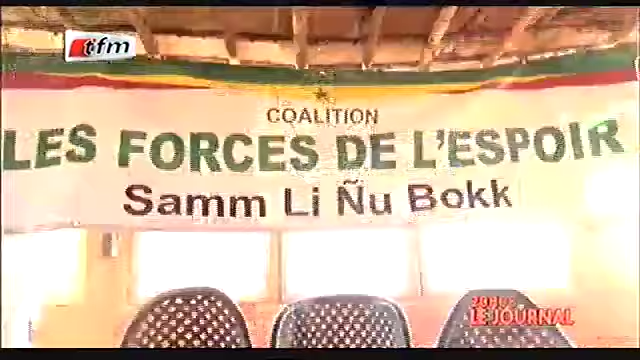 tfm
COALITION
LES FORCES DE L'ESPOIR
Samm Li Ñu Bokk
LE JOURNAL